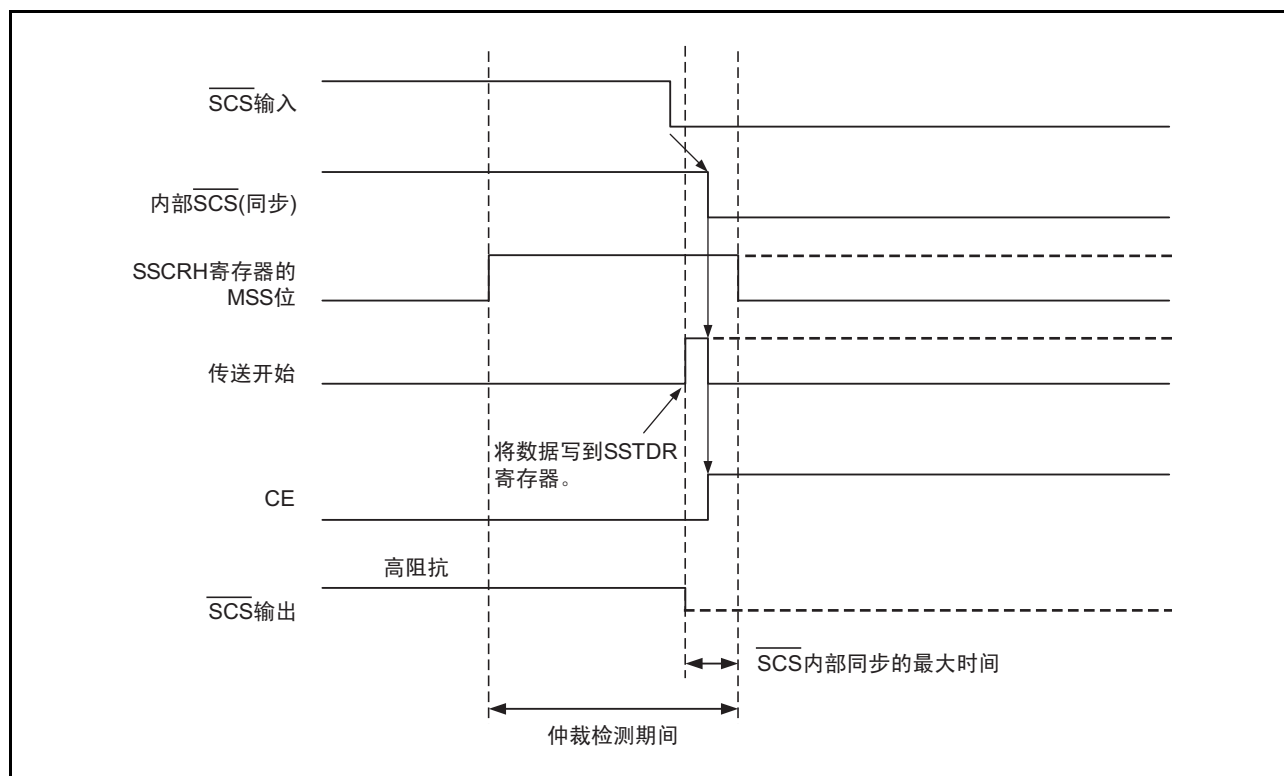 SCS输入
内部SCS(同步)
SSCRH寄存器的
MSS位
传送开始
将数据写到SSTDR
寄存器。
CE
高阻抗
SCS输出
SCS内部同步的最大时间
仲裁检测期间